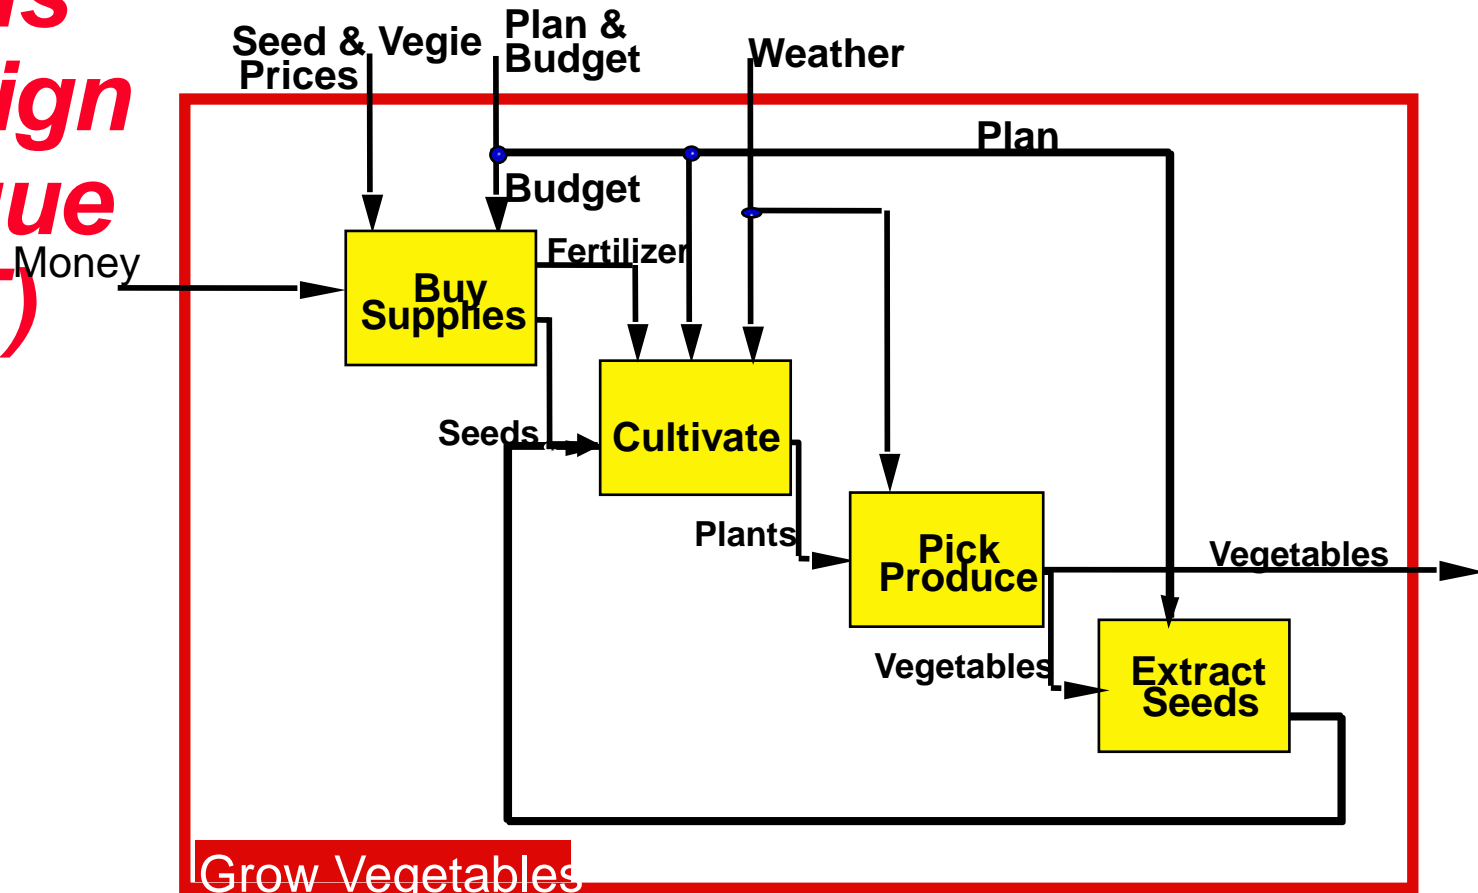 Seed & Vegie
Prices
Plan &
Budget
Weather
Plan
Budget
Money
Fertilizer
Buy
Supplies
Seeds
Cultivate
Plants
Pick
Produce
Vegetables
Vegetables
Extract
Seeds
Grow Vegetables